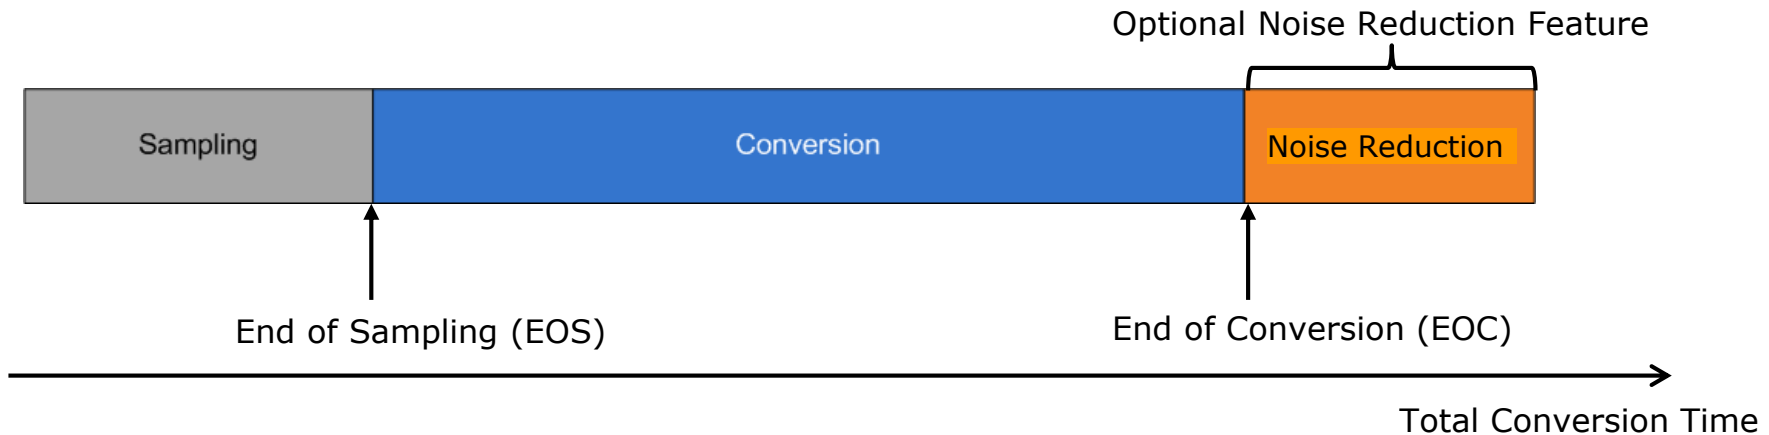 Optional Noise Reduction Feature
Sampling
Conversion
Noise Reduction
End of Sampling (EOS)
End of Conversion (EOC)
Total Conversion Time